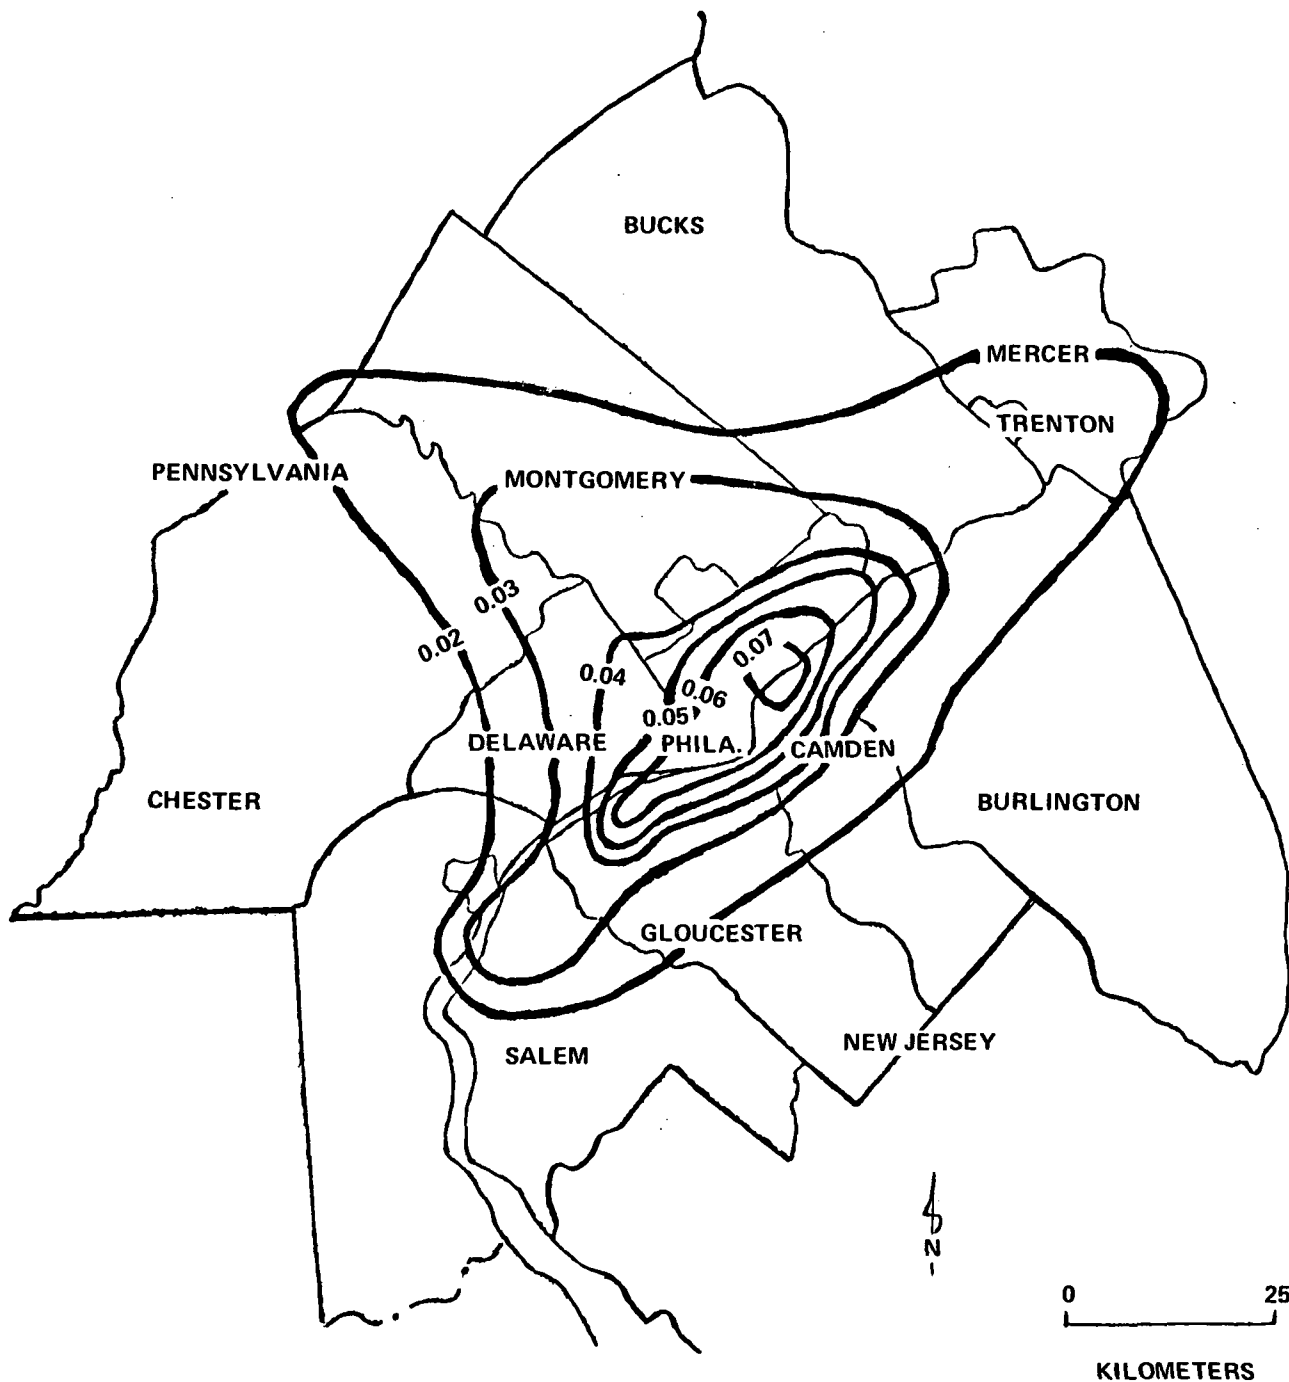 BUCKS
MERCER
TRENTON
PENNSYLVANIA
MONTGOMERY
0.03
0.02
0.07
0.04
0.06
0.05
DELAWARE
PHILA.
CAMDEN
CHESTER
BURLINGTON
GLOUCESTER
NEW JERSEY
SALEM
N
0 25
KILOMETERS